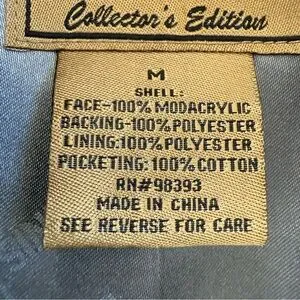 Collector's Edition
M
SHELL:
FACE-100% MODACRYLIC
BACKING-100% POLYESTER
LINING:100% POLYESTER
POCKETING:100% COTTON
RN#98393
MADE IN CHINA
SEE REVERSE FOR CARE